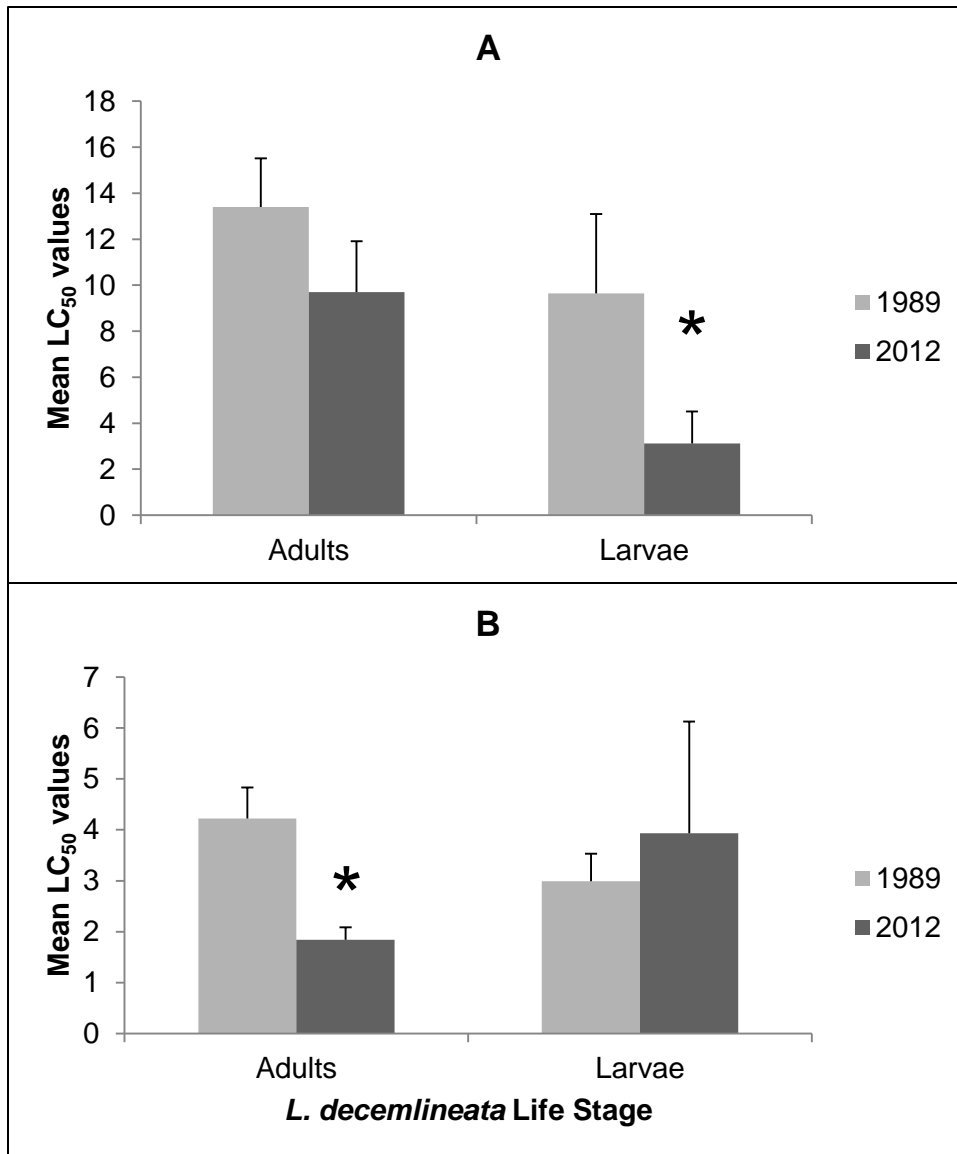 A
Mean LC50 values
18
16
14
12
10
8
6
4
2
0
*
Adults
Larvae
1989
2012
B
Mean LC50 values
7
6
5
4
3
2
1
0
*
Adults
Larvae
L. decemlineata Life Stage
1989
2012